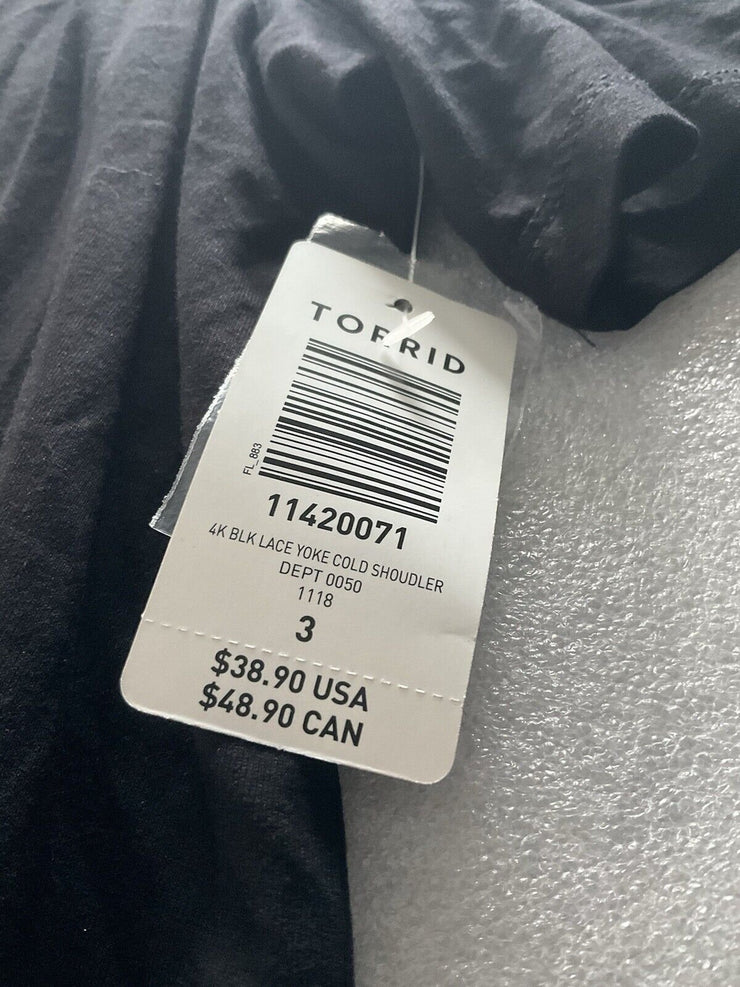 TORRID
FL_883
11420071
4K BLK LACE YOKE COLD SHOUDLER
DEPT 0050
1118
3
$38.90 USA
$48.90 CAN